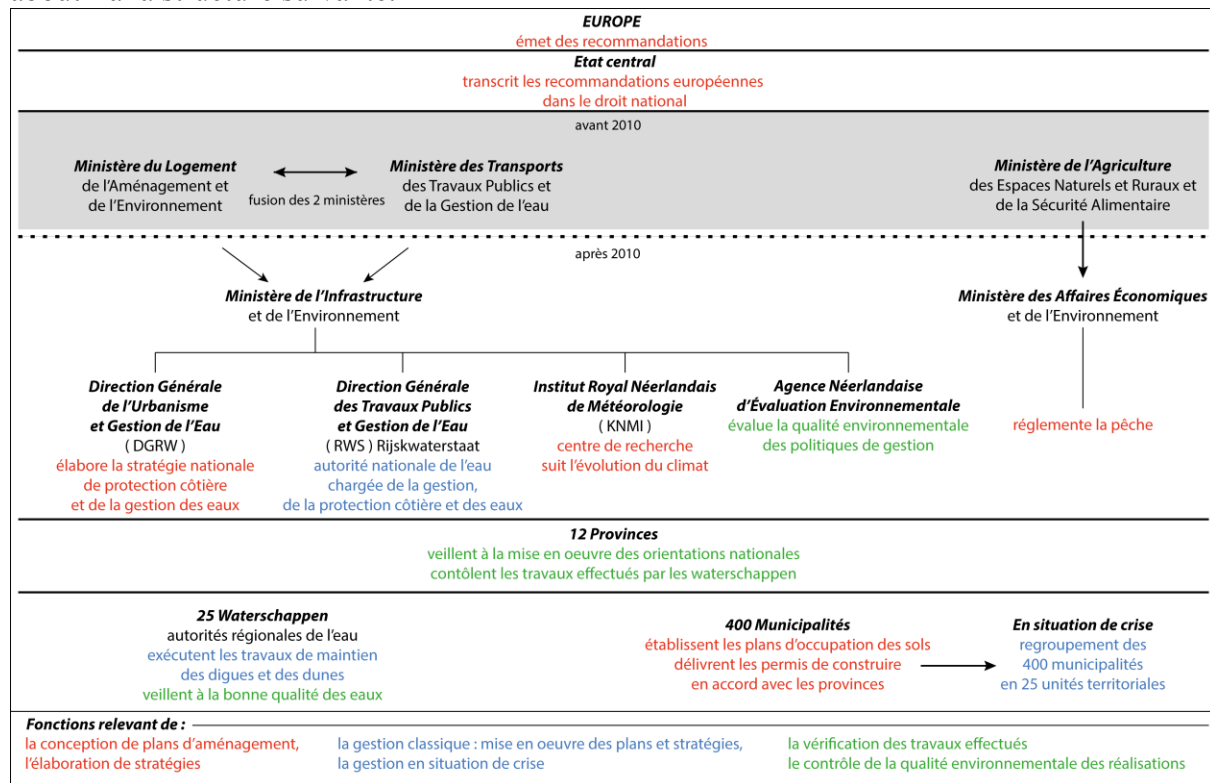 EUROPE
émet des recommandations
Etat central
transcrit les recommandations européennes
dans le droit national
avant 2010
Ministère du Logement
de l'Aménagement et
de l'Environnement
fusion des 2 ministères
Ministère des Transports
des Travaux Publics et
de la Gestion de l'eau
Ministère de l'Agriculture
des Espaces Naturels et Ruraux et
de la Sécurité Alimentaire
après 2010
Ministère de l'Infrastructure
et de l'Environnement
Ministère des Affaires Économiques
et de l'Environnement
Direction Générale
de l'Urbanisme
et Gestion de l'Eau
( DGRW )
élabore la stratégie nationale
de protection côtière
et de la gestion des eaux
Direction Générale
des Travaux Publics
et Gestion de l'Eau
( RWS ) Rijskwaterstaat
autorité nationale de l'eau
chargée de la gestion,
de la protection côtière et des eaux
Institut Royal Néerlandais
de Météorologie
( KNMI )
centre de recherche
suit l'évolution du climat
Agence Néerlandaise
d'Évaluation Environnementale
évalue la qualité environnementale
des politiques de gestion
réglemente la pêche
12 Provinces
veillent à la mise en oeuvre des orientations nationales
contôlent les travaux effectués par les waterschappen
25 Waterschappen
autorités régionales de l'eau
exécutent les travaux de maintien
des digues et des dunes
veillent à la bonne qualité des eaux
400 Municipalités
établissent les plans d'occupation des sols
délivrent les permis de construire
en accord avec les provinces
En situation de crise
regroupement des
400 municipalités
en 25 unités territoriales
Fonctions relevant de :
la conception de plans d'aménagement,
l'élaboration de stratégies
la gestion classique : mise en oeuvre des plans et stratégies,
la gestion en situation de crise
la vérification des travaux effectués
le contrôle de la qualité environnementale des réalisations